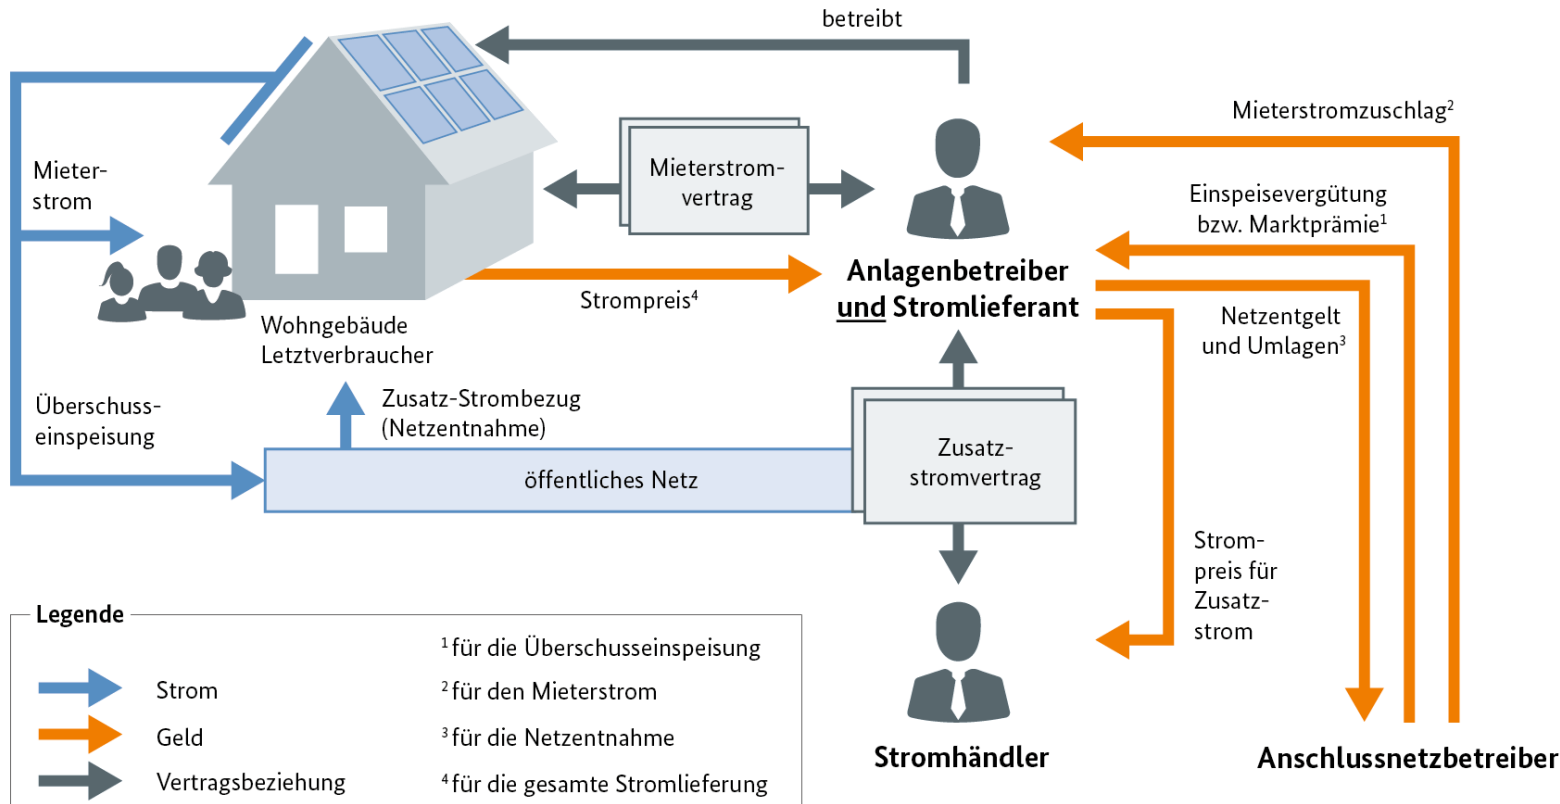 betreibt
Mieterstromzuschlag²
Mieter-
strom
Mieterstrom-
vertrag
Einspeisevergütung
bzw. Marktprämie¹
Anlagenbetreiber
und Stromlieferant
Strompreis⁴
Netzentgelt
und Umlagen³
Wohngebäude
Letztverbraucher
Überschuss-
einspeisung
Zusatz-Strombezug
(Netzentnahme)
öffentliches Netz
Zusatz-
stromvertrag
Strom-
preis für
Zusatz-
strom
Stromhändler
Anschlussnetzbetreiber
Legende
Strom
Geld
Vertragsbeziehung
¹ für die Überschusseinspeisung
² für den Mieterstrom
³ für die Netzentnahme
⁴ für die gesamte Stromlieferung